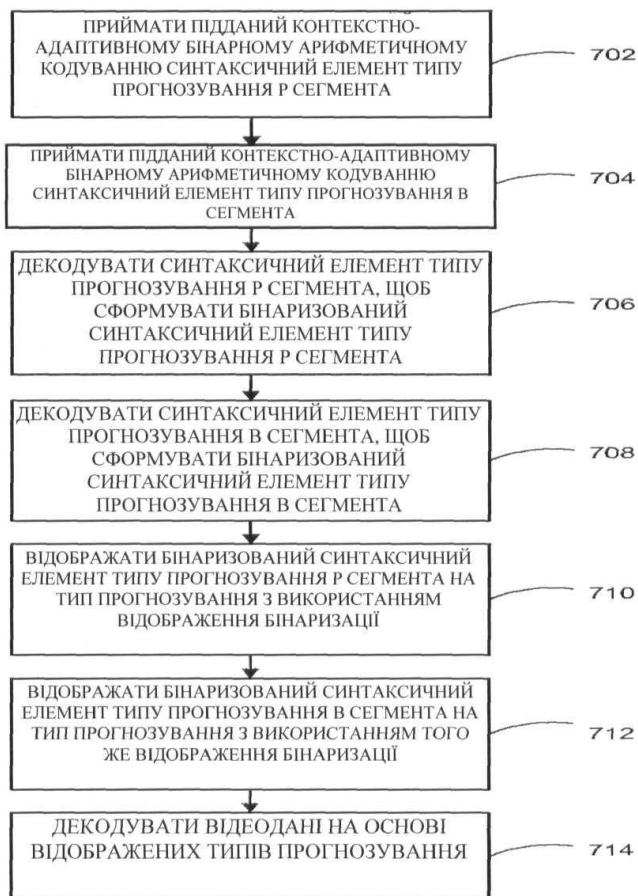 ПРИЙМАТИ ПІДДАНИЙ КОНТЕКСТНО-
АДАПТИВНОМУ БІНАРНОМУ АРИФМЕТИЧНОМУ
КОДУВАННЮ СИНТАКСИЧНИЙ ЕЛЕМЕНТ ТИПУ
ПРОГНОЗУВАННЯ P СЕГМЕНТА
702
ПРИЙМАТИ ПІДДАНИЙ КОНТЕКСТНО-АДАПТИВНОМУ
БІНАРНОМУ АРИФМЕТИЧНОМУ КОДУВАННЮ
СИНТАКСИЧНИЙ ЕЛЕМЕНТ ТИПУ ПРОГНОЗУВАННЯ B
СЕГМЕНТА
704
ДЕКОДУВАТИ СИНТАКСИЧНИЙ ЕЛЕМЕНТ ТИПУ
ПРОГНОЗУВАННЯ P СЕГМЕНТА, ЩОБ
СФОРМУВАТИ БІНАРИЗОВАНИЙ
СИНТАКСИЧНИЙ ЕЛЕМЕНТ ТИПУ
ПРОГНОЗУВАННЯ P СЕГМЕНТА
706
ДЕКОДУВАТИ СИНТАКСИЧНИЙ ЕЛЕМЕНТ ТИПУ
ПРОГНОЗУВАННЯ B СЕГМЕНТА, ЩОБ
СФОРМУВАТИ БІНАРИЗОВАНИЙ
СИНТАКСИЧНИЙ ЕЛЕМЕНТ ТИПУ
ПРОГНОЗУВАННЯ B СЕГМЕНТА
708
ВІДОБРАЖАТИ БІНАРИЗОВАНИЙ СИНТАКСИЧНИЙ
ЕЛЕМЕНТ ТИПУ ПРОГНОЗУВАННЯ P СЕГМЕНТА НА
ТИП ПРОГНОЗУВАННЯ З ВИКОРИСТАННЯМ
ВІДОБРАЖЕННЯ БІНАРИЗАЦІЇ
710
ВІДОБРАЖАТИ БІНАРИЗОВАНИЙ СИНТАКСИЧНИЙ
ЕЛЕМЕНТ ТИПУ ПРОГНОЗУВАННЯ B СЕГМЕНТА НА
ТИП ПРОГНОЗУВАННЯ З ВИКОРИСТАННЯМ ТОГО
ЖЕ ВІДОБРАЖЕННЯ БІНАРИЗАЦІЇ
712
ДЕКОДУВАТИ ВІДЕОДАНІ НА ОСНОВІ
ВІДОБРАЖЕНИХ ТИПІВ ПРОГНОЗУВАННЯ
714